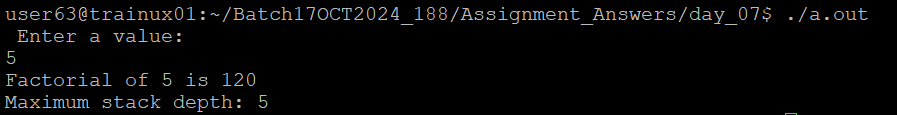 user63@trainux01:~/Batch17OCT2024_188/Assignment_Answers/day_07$ ./a.out
 Enter a value:
5
Factorial of 5 is 120
Maximum stack depth: 5